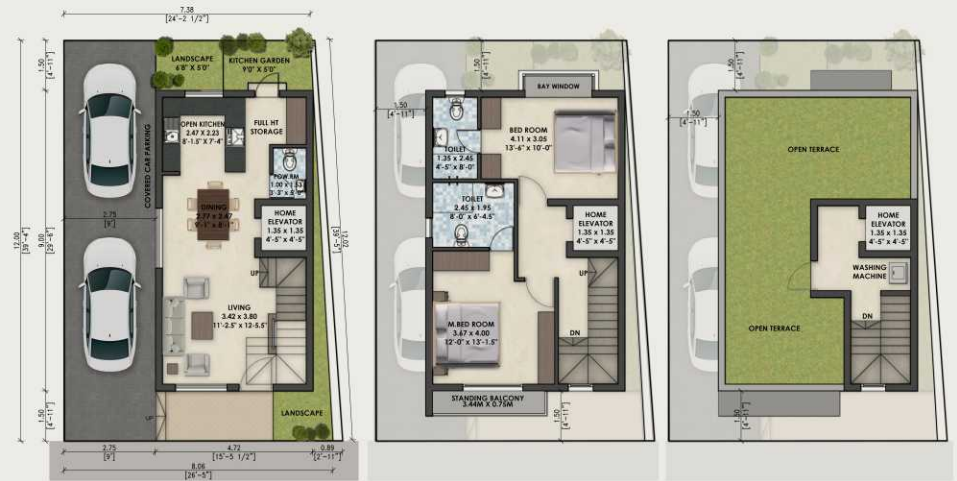 7.38
[24'-2 1/2"]
1.50
[4'-11"]
12.00
[39'-4"]
9.00
[29'-6"]
1.50
[4'-11"]
LANDSCAPE
6'8" X 5'0"
KITCHEN GARDEN
9'0" X 5'0"
COVERED CAR PARKING
OPEN KITCHEN
2.47 X 2.23
8'-1.5" X 7'-4"
FULL HT
STORAGE
POW.RM
1.00 x 1.53
DINING
2.77 x 2.47
9'-1" x 8'-1"
HOME
ELEVATOR
1.35 x 1.35
4'-5" x 4'-5"
2.75
[9']
12.02
[39'-5"]
UP
LIVING
3.42 x 3.80
11'-2.5" x 12-5.5"
UP
LANDSCAPE
2.75
[9']
4.72
[15'-5 1/2"]
0.89
[2'-11"]
8.06
[26'-5"]
1.50
[4'-11"]
1.50
[4'-11"]
BAY WINDOW
TOILET
1.35 x 2.45
4'-5" x 8'-0"
BED ROOM
4.11 x 3.05
13'-6" x 10'-0"
TOILET
2.45 x 1.95
8'-0" x 6'-4.5"
HOME
ELEVATOR
1.35 x 1.35
4'-5" x 4'-5"
UP
M.BED ROOM
3.67 x 4.00
12'-0" x 13'-1.5"
DN
STANDING BALCONY
3.44M X 0.75M
1.50
[4'-11"]
1.50
[4'-11"]
1.50
[4'-11"]
OPEN TERRACE
HOME
ELEVATOR
1.35 x 1.35
4'-5" x 4'-5"
WASHING
MACHINE
OPEN TERRACE
DN
1.50
[4'-11"]